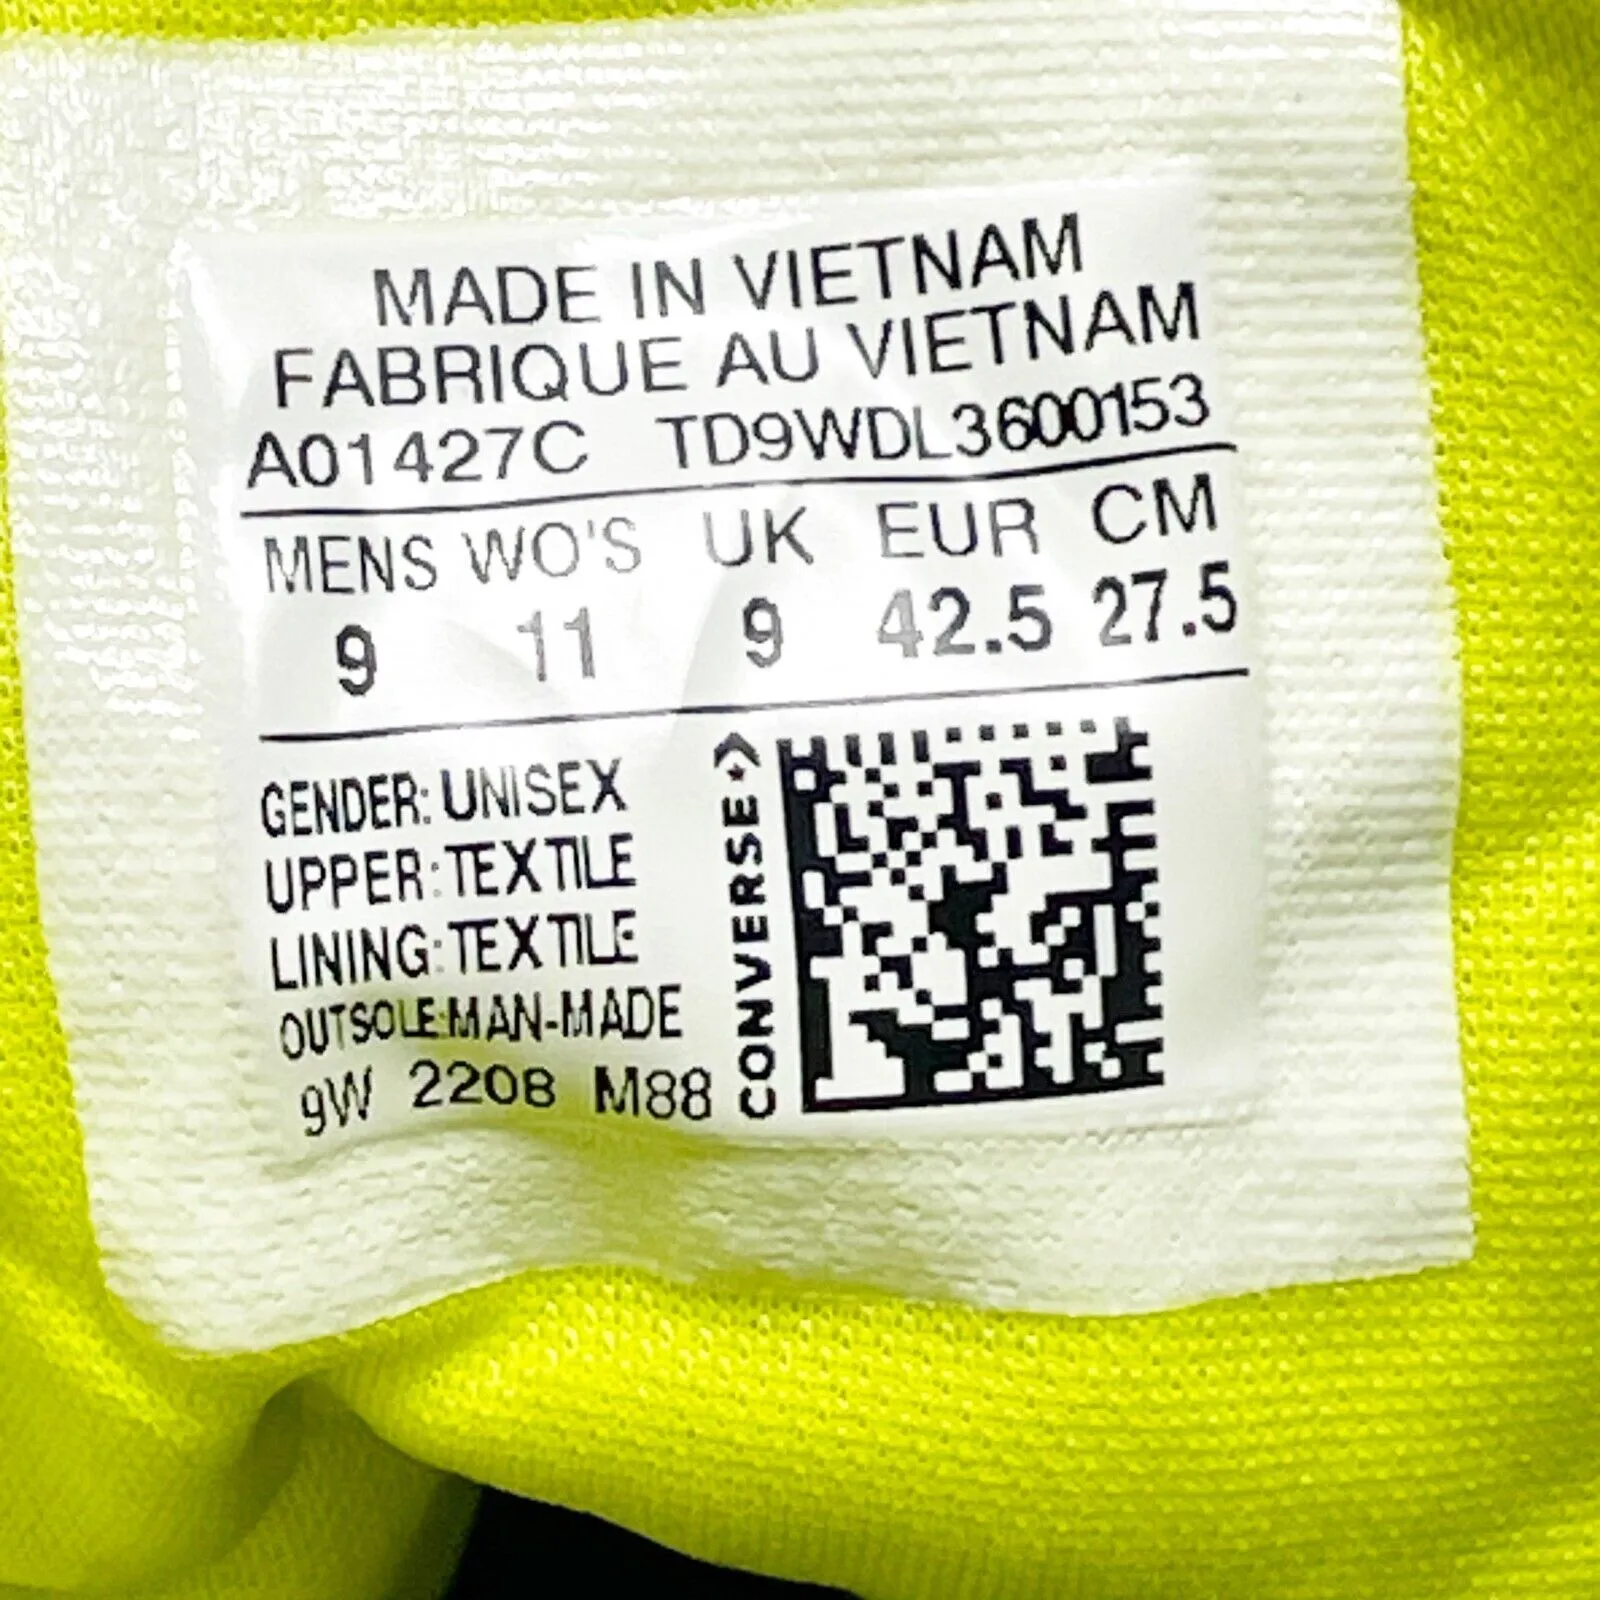 MADE IN VIETNAM
FABRIQUE AU VIETNAM
A01427C TD9WDL3600153
MENS WO'S UK EUR CM
9 11 9 42.5 27.5
GENDER: UNISEX
UPPER: TEXTILE
LINING: TEXTILE
OUTSOLE: MAN-MADE
9W 2208 M88
CONVERSE